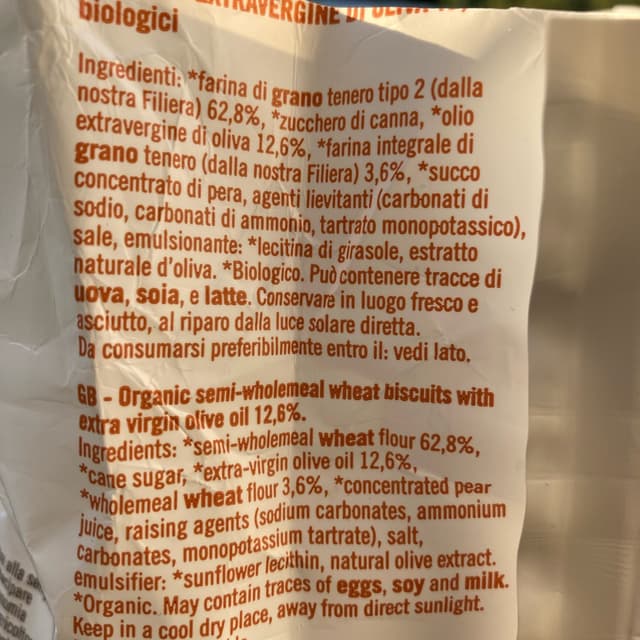 EXTRAVERGINE DI
biologici
Ingredienti: *farina di grano tenero tipo 2 (dalla
nostra Filiera) 62,8%, *zucchero di canna, *olio
extravergine di oliva 12,6%, *farina integrale di
grano tenero (dalla nostra Filiera) 3,6%, *succo
concentrato di pera, agenti lievitanti (carbonati di
sodio, carbonati di ammonio, tartrato monopotassico),
sale, emulsionante: *lecitina di girasole, estratto
naturale d'oliva. *Biologico. Può contenere tracce di
uova, soia, e latte. Conservare in luogo fresco e
asciutto, al riparo dalla luce solare diretta.
Da consumarsi preferibilmente entro il: vedi lato.
GB - Organic semi-wholemeal wheat biscuits with
extra virgin olive oil 12,6%.
Ingredients: *semi-wholemeal wheat flour 62,8%,
*cane sugar, *extra-virgin olive oil 12,6%,
*wholemeal wheat flour 3,6%, *concentrated pear
juice, raising agents (sodium carbonates, ammonium
carbonates, monopotassium tartrate), salt,
emulsifier: *sunflower lecithin, natural olive extract.
*Organic. May contain traces of eggs, soy and milk.
Keep in a cool dry place, away from direct sunlight.